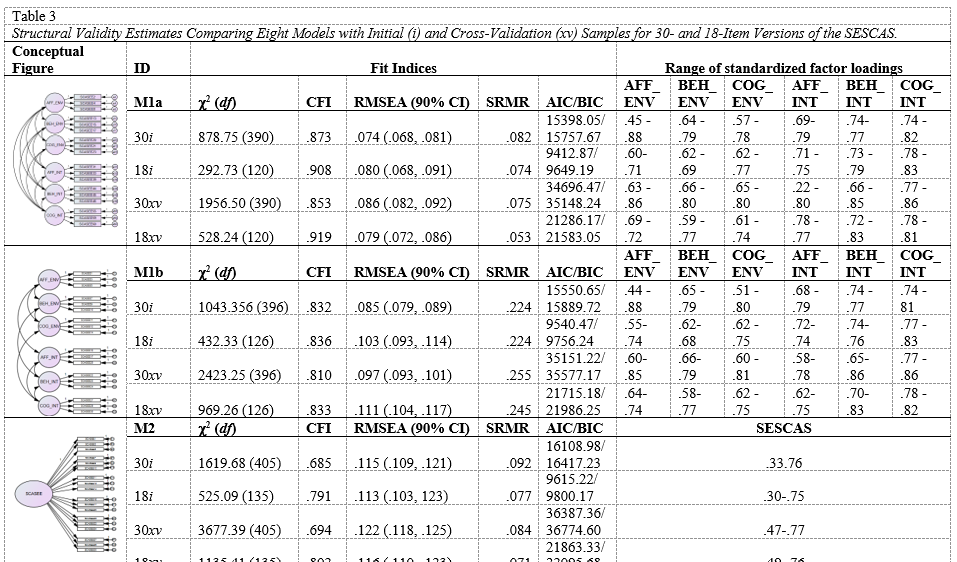 Table 3
Structural Validity Estimates Comparing Eight Models with Initial (i) and Cross-Validation (xv) Samples for 30- and 18-Item Versions of the SESCAS.
Conceptual
Figure ID Fit Indices Range of standardized factor loadings
AFF_ BEH_ COG_ AFF_ BEH_ COG_
M1a χ² (df) CFI RMSEA (90% CI) SRMR AIC/BIC ENV ENV ENV INT INT INT
15398.05/ .45 - .64 - .57 - .69- .74- .74 -
30i 878.75 (390) .873 .074 (.068, .081) .082 15757.67 .88 .79 .78 .79 .77 .82
9412.87/ .60- .62 - .62 - .71 - .73 - .78 -
18i 292.73 (120) .908 .080 (.068, .091) .074 9649.19 .71 .69 .77 .75 .79 .83
34696.47/ .63 - .66 - .65 - .22 - .66 - .77 -
30xv 1956.50 (390) .853 .086 (.082, .092) .075 35148.24 .86 .80 .80 .80 .85 .86
21286.17/ .69 - .59 - .61 - .78 - .72 - .78 -
18xv 528.24 (120) .919 .079 (.072, .086) .053 21583.05 .72 .77 .74 .77 .83 .81
AFF_ BEH_ COG_ AFF_ BEH_ COG_
M1b χ² (df) CFI RMSEA (90% CI) SRMR AIC/BIC ENV ENV ENV INT INT INT
15550.65/ .44 - .65 - .51 - .68 - .74 - .74 -
30i 1043.356 (396) .832 .085 (.079, .089) .224 15889.72 .88 .79 .80 .79 .77 81
9540.47/ .55- .62- .62 - .72- .74- .77 -
18i 432.33 (126) .836 .103 (.093, .114) .224 9756.24 .74 .68 .75 .74 .76 .83
35151.22/ .60- .66- .60 - .58- .65- .77 -
30xv 2423.25 (396) .810 .097 (.093, .101) .255 35577.17 .85 .79 .81 .78 .86 .86
21715.18/ .64- .58- .62 - .62- .70- .78 -
18xv 969.26 (126) .833 .111 (.104, .117) .245 21986.25 .74 .77 .75 .75 .83 .82
M2 χ² (df) CFI RMSEA (90% CI) SRMR AIC/BIC SESCAS
16108.98/
30i 1619.68 (405) .685 .115 (.109, .121) .092 16417.23 .33.76
9615.22/
18i 525.09 (135) .791 .113 (.103, 123) .077 9800.17 .30-.75
36387.36/
30xv 3677.39 (405) .694 .122 (.118, .125) .084 36774.60 .47-.77
21863.33/